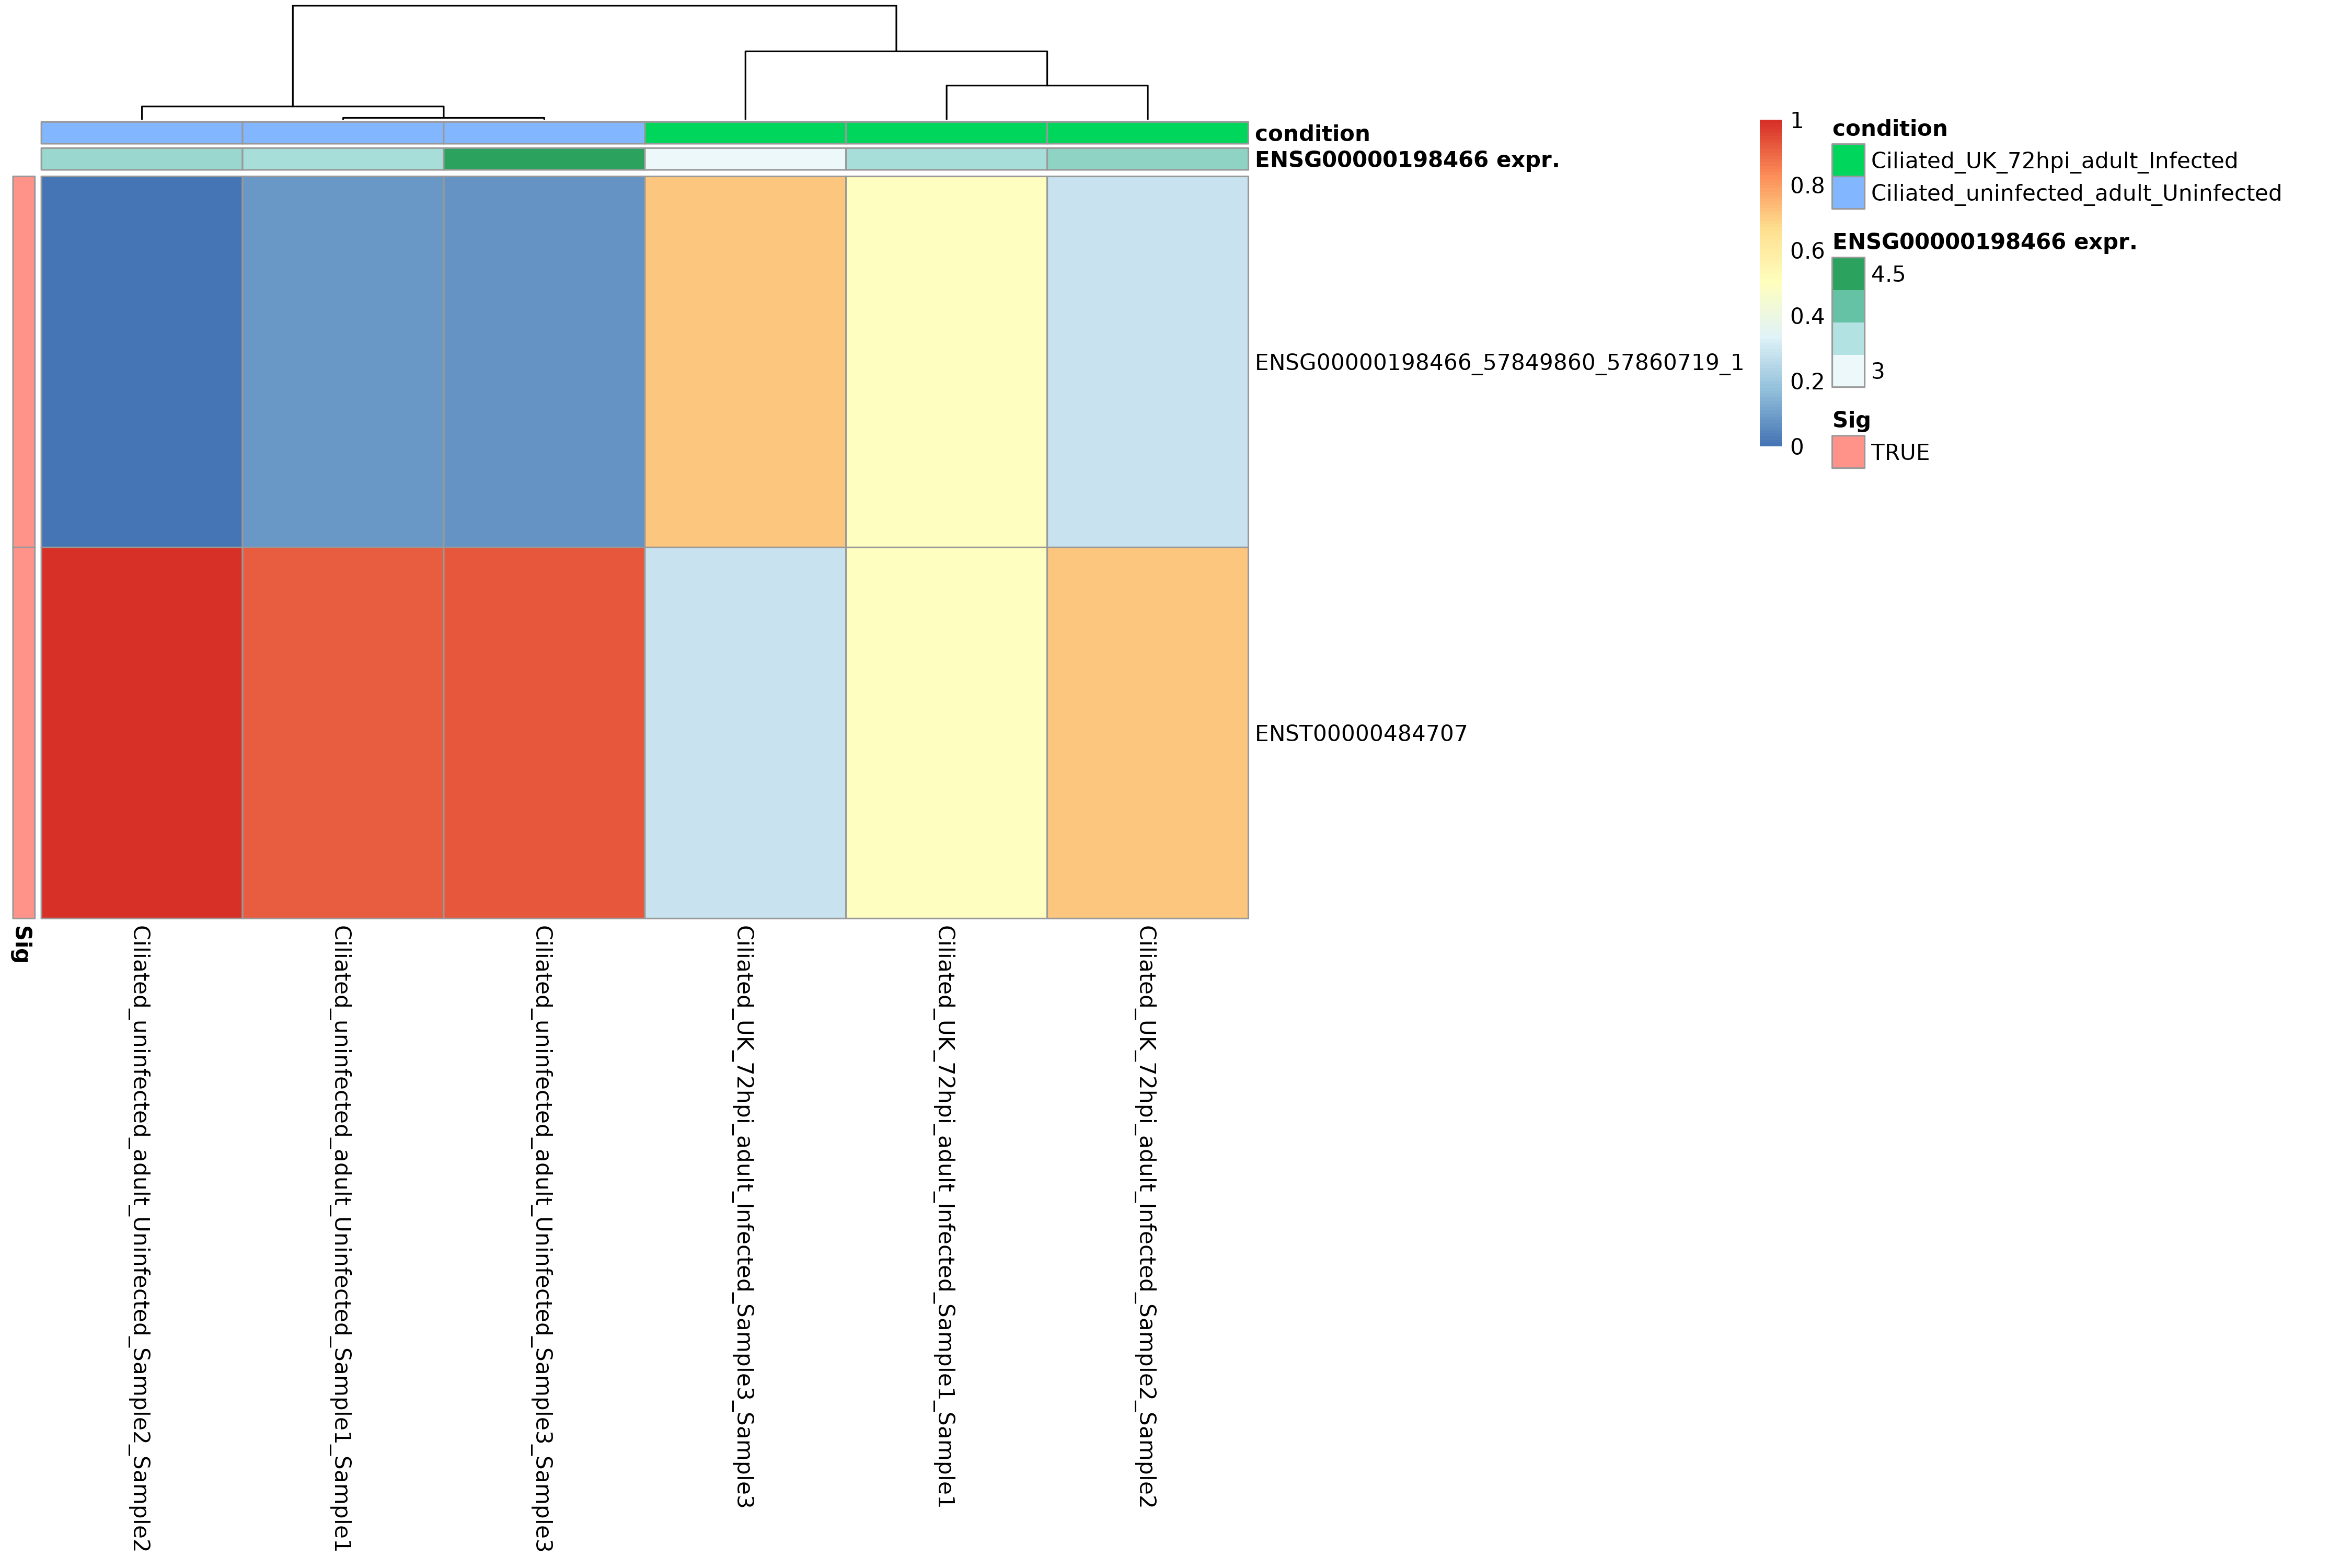 condition
ENSG00000198466 expr.
ENSG00000198466_57849860_57860719_1
ENST00000484707
1
0.8
0.6
0.4
0.2
0
condition
Ciliated_UK_72hpi_adult_Infected
Ciliated_uninfected_adult_Uninfected
ENSG00000198466 expr.
4.5
3
Sig
TRUE
Sig
Ciliated_uninfected_adult_Uninfected_Sample2_Sample2
Ciliated_uninfected_adult_Uninfected_Sample1_Sample1
Ciliated_uninfected_adult_Uninfected_Sample3_Sample3
Ciliated_UK_72hpi_adult_Infected_Sample3_Sample3
Ciliated_UK_72hpi_adult_Infected_Sample1_Sample1
Ciliated_UK_72hpi_adult_Infected_Sample2_Sample2